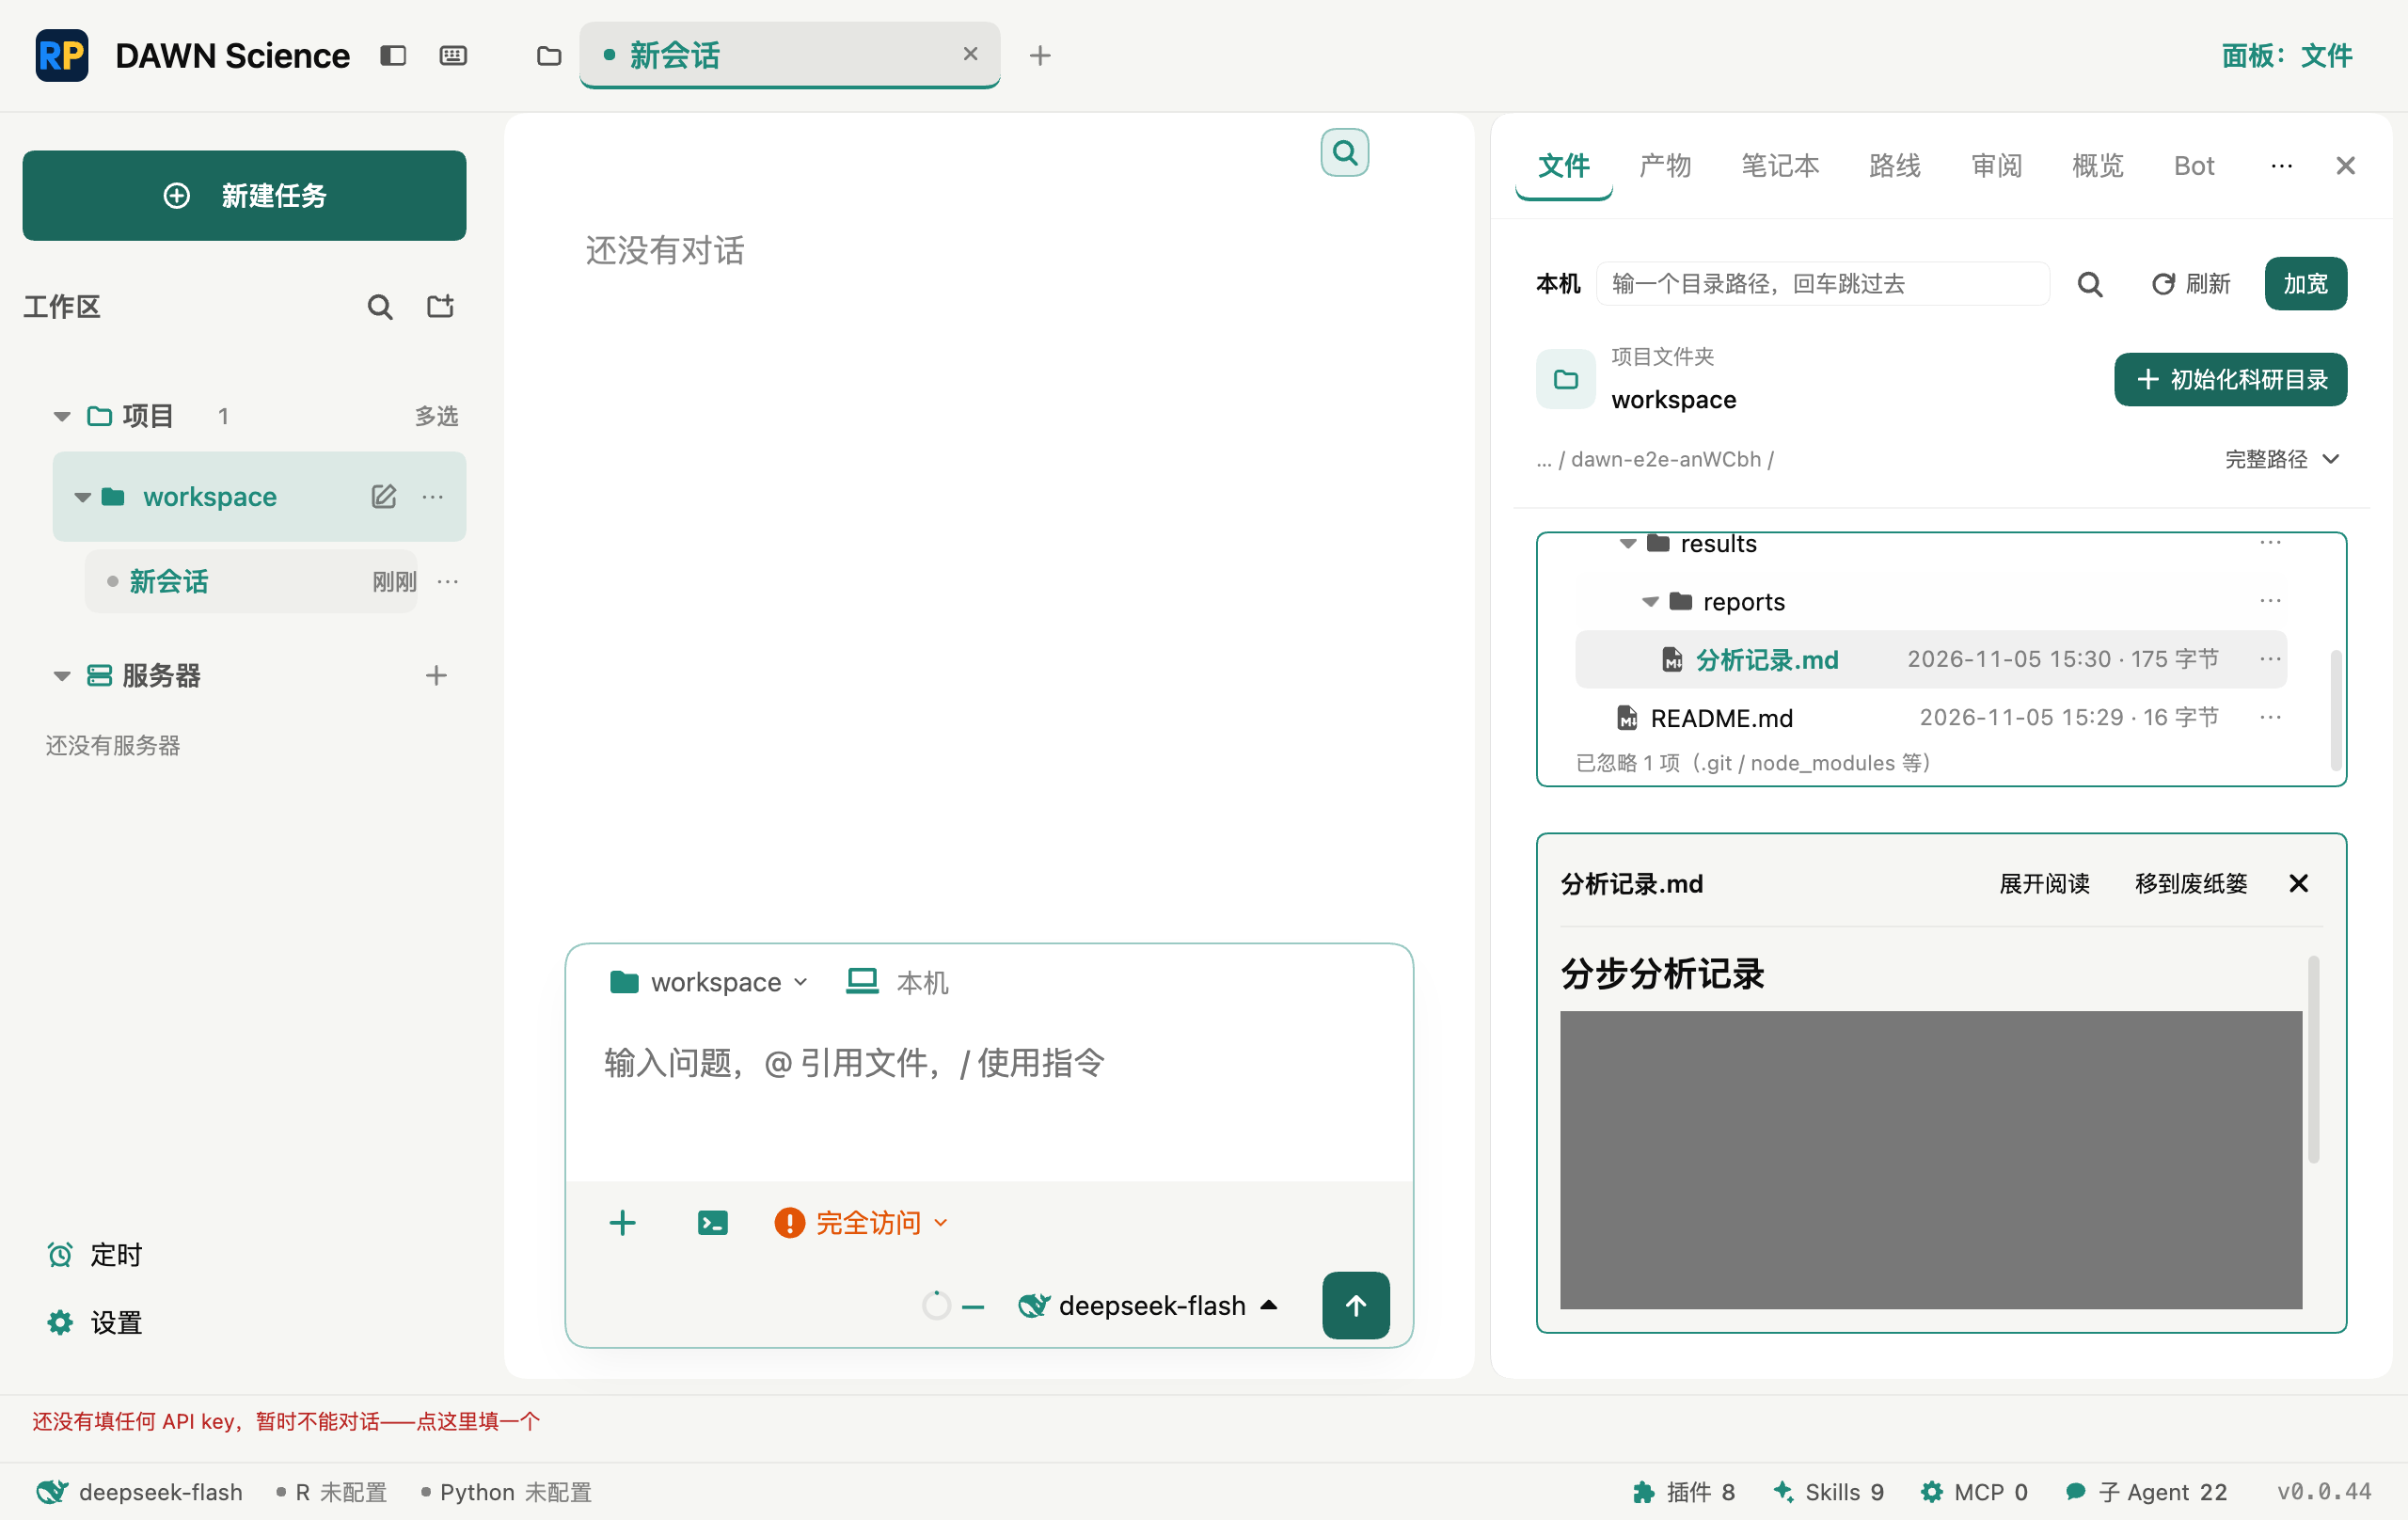 RP DAWN Science
新会话
面板：文件
新建任务
工作区
项目 1 多选
workspace
新会话 刚刚
服务器
还没有服务器
定时
设置
还没有对话
workspace 本机
输入问题，@ 引用文件，/ 使用指令
完全访问
deepseek-flash
文件 产物 笔记本 路线 审阅 概览 Bot ...
本机 输一个目录路径，回车跳过去 刷新 加宽
项目文件夹
workspace
初始化科研目录
... / dawn-e2e-anWCbh / 完整路径
results
reports
分析记录.md 2026-11-05 15:30 · 175 字节
README.md 2026-11-05 15:29 · 16 字节
已忽略 1 项（.git / node_modules 等）
分析记录.md 展开阅读 移到废纸篓
分步分析记录
还没有填任何 API key，暂时不能对话——点这里填一个
deepseek-flash R 未配置 Python 未配置 插件 8 Skills 9 MCP 0 子 Agent 22 v0.0.44